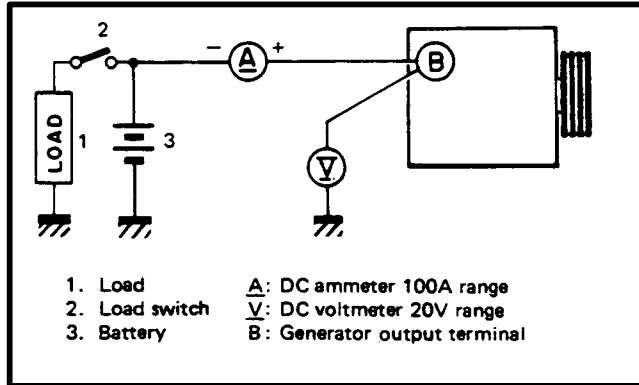 2
− A +
B
LOAD 1
3
V
1. Load A: DC ammeter 100A range
2. Load switch V: DC voltmeter 20V range
3. Battery B: Generator output terminal